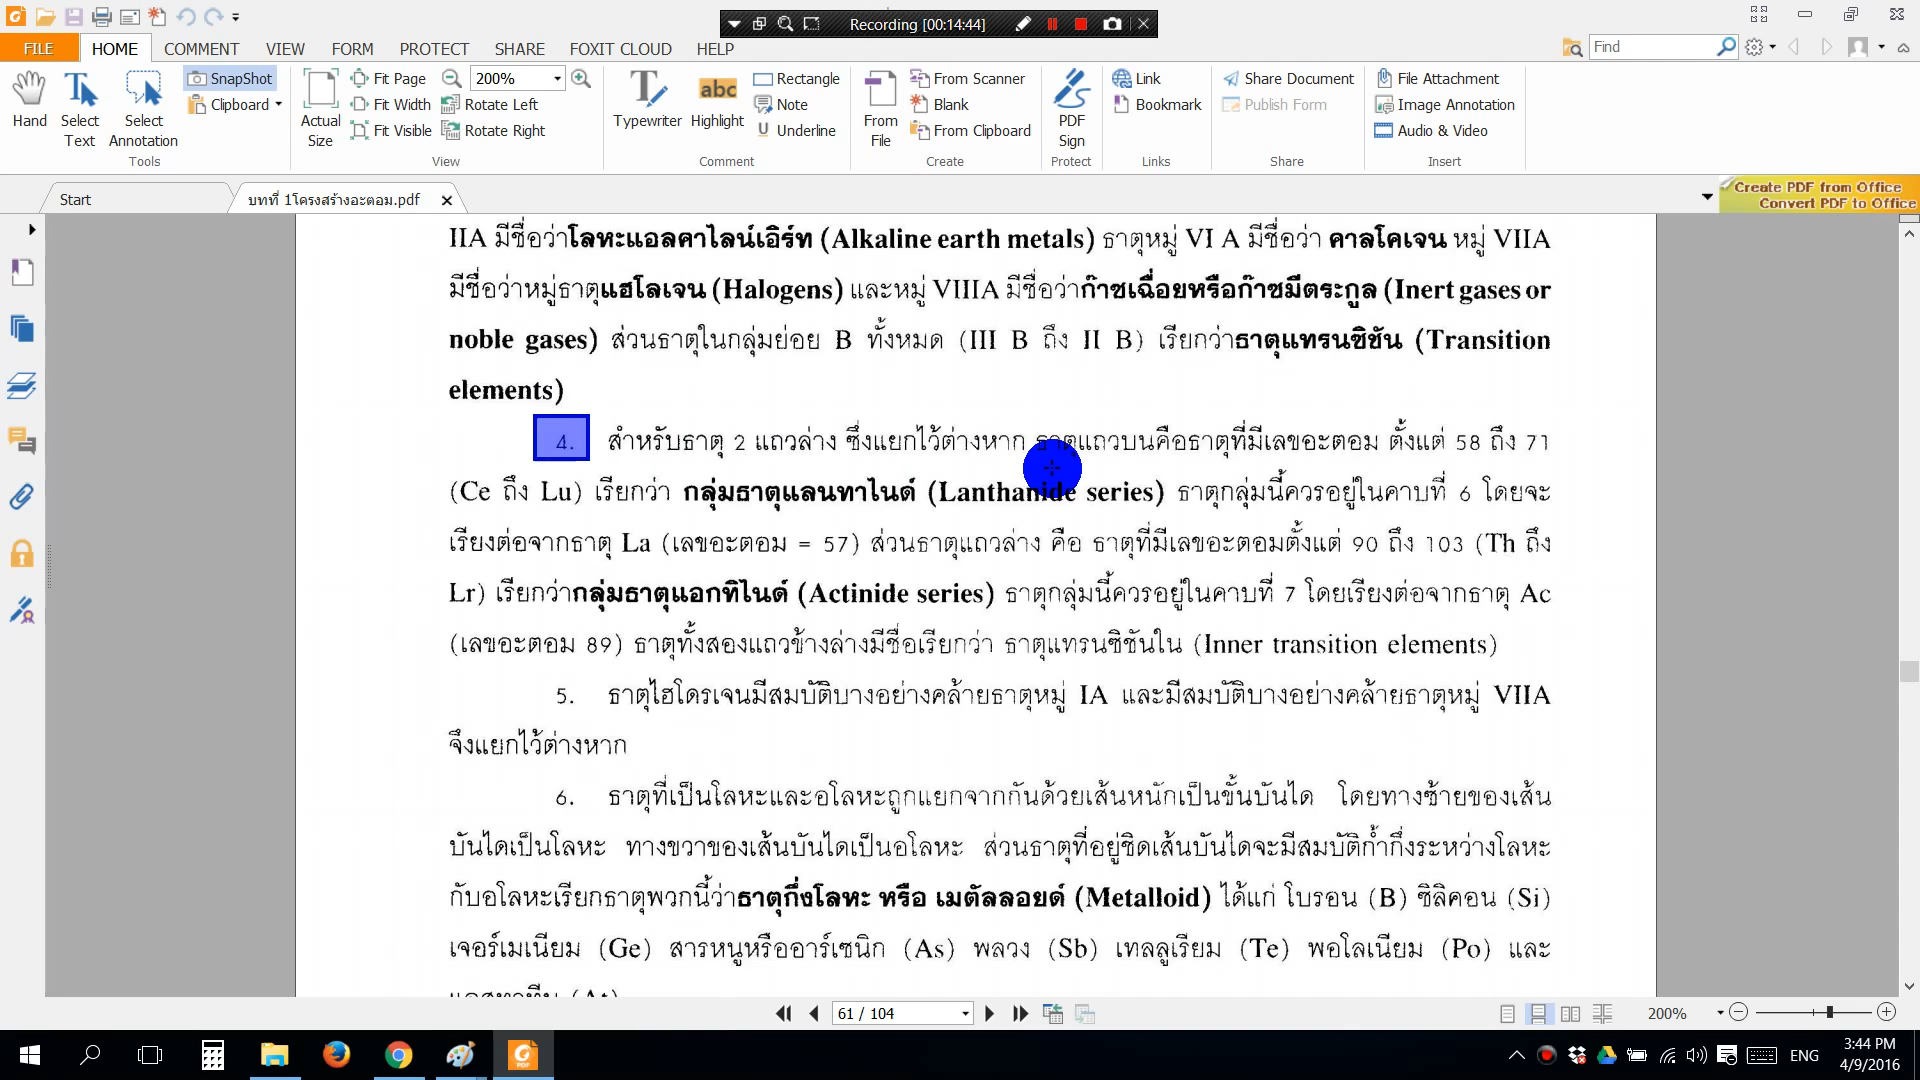 Recording [00:14:44]
FILE HOME COMMENT VIEW FORM PROTECT SHARE FOXIT CLOUD HELP Find
SnapShot Fit Page 200% Rectangle From Scanner Link Share Document File Attachment
Clipboard Fit Width Rotate Left Note Blank Bookmark Publish Form Image Annotation
Hand Select Text Select Annotation Actual Size Fit Visible Rotate Right Typewriter Highlight Underline From File From Clipboard PDF Sign Audio & Video
Tools View Comment Create Protect Links Share Insert
Start บทที่ 1โครงสร้างอะตอม.pdf
Create PDF from Office
Convert PDF to Office
IIA มีชื่อว่าโลหะแอลคาไลน์เอิร์ท (Alkaline earth metals) ธาตุหมู่ VI A มีชื่อว่า คาลโคเจน หมู่ VIIA
มีชื่อว่าหมู่ธาตุแฮโลเจน (Halogens) และหมู่ VIIIA มีชื่อว่าก๊าซเฉื่อยหรือก๊าซมีตระกูล (Inert gases or
noble gases) ส่วนธาตุในกลุ่มย่อย B ทั้งหมด (III B ถึง II B) เรียกว่าธาตุแทรนซิชัน (Transition
elements)
4. สำหรับธาตุ 2 แถวล่าง ซึ่งแยกไว้ต่างหาก ธาตุแถวบนคือธาตุที่มีเลขอะตอม ตั้งแต่ 58 ถึง 71
(Ce ถึง Lu) เรียกว่า กลุ่มธาตุแลนทาไนด์ (Lanthanide series) ธาตุกลุ่มนี้ควรอยู่ในคาบที่ 6 โดยจะ
เรียงต่อจากธาตุ La (เลขอะตอม = 57) ส่วนธาตุแถวล่าง คือ ธาตุที่มีเลขอะตอมตั้งแต่ 90 ถึง 103 (Th ถึง
Lr) เรียกว่ากลุ่มธาตุแอกทิไนด์ (Actinide series) ธาตุกลุ่มนี้ควรอยู่ในคาบที่ 7 โดยเรียงต่อจากธาตุ Ac
(เลขอะตอม 89) ธาตุทั้งสองแถวข้างล่างมีชื่อเรียกว่า ธาตุแทรนซิชันใน (Inner transition elements)
5. ธาตุไฮโดรเจนมีสมบัติบางอย่างคล้ายธาตุหมู่ IA และมีสมบัติบางอย่างคล้ายธาตุหมู่ VIIA
จึงแยกไว้ต่างหาก
6. ธาตุที่เป็นโลหะและอโลหะถูกแยกจากกันด้วยเส้นหนักเป็นขั้นบันได โดยทางซ้ายของเส้น
บันไดเป็นโลหะ ทางขวาของเส้นบันไดเป็นอโลหะ ส่วนธาตุที่อยู่ชิดเส้นบันไดจะมีสมบัติก้ำกึ่งระหว่างโลหะ
กับอโลหะเรียกธาตุพวกนี้ว่าธาตุกึ่งโลหะ หรือ เมตัลลอยด์ (Metalloid) ได้แก่ โบรอน (B) ซิลิคอน (Si)
เจอร์เมเนียม (Ge) สารหนูหรืออาร์เซนิก (As) พลวง (Sb) เทลลูเรียม (Te) พอโลเนียม (Po) และ
61 / 104 200%
ENG 3:44 PM
4/9/2016